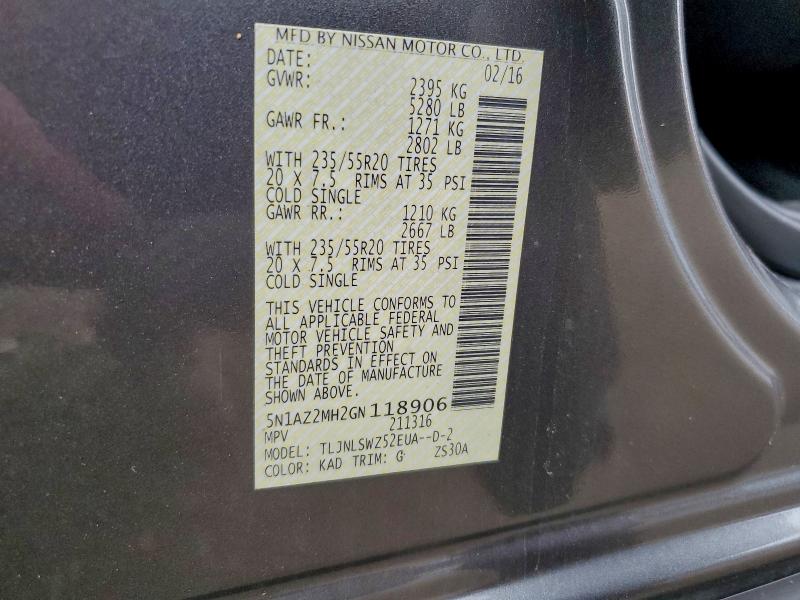 MFD BY NISSAN MOTOR CO., LTD.
DATE: 02/16
GVWR: 2395 KG
5280 LB
GAWR FR.: 1271 KG
2802 LB
WITH 235/55R20 TIRES
20 X 7.5 RIMS AT 35 PSI
COLD SINGLE
GAWR RR.: 1210 KG
2667 LB
WITH 235/55R20 TIRES
20 X 7.5 RIMS AT 35 PSI
COLD SINGLE
THIS VEHICLE CONFORMS TO
ALL APPLICABLE FEDERAL
MOTOR VEHICLE SAFETY AND
THEFT PREVENTION
STANDARDS IN EFFECT ON
THE DATE OF MANUFACTURE
SHOWN ABOVE.
5N1AZ2MH2GN118906
MPV 211316
MODEL: TLJNLSWZ52EUA--D-2
COLOR: KAD TRIM: G ZS30A